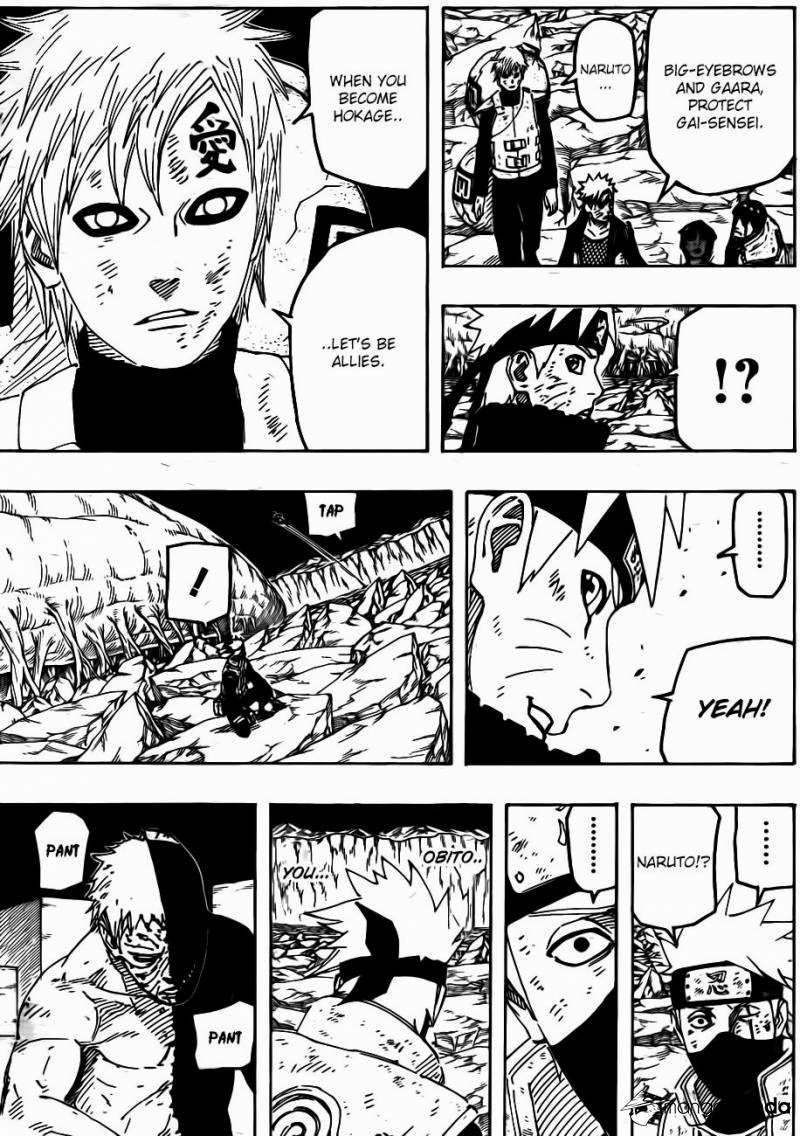 BIG-EYEBROWS
AND GAARA,
PROTECT
GAI-SENSEI.
NARUTO
...
WHEN YOU
BECOME
HOKAGE..
愛
..LET'S BE
ALLIES.
!?
........
YEAH!
TAP
!
........
NARUTO!?
忍
........
OBITO..
YOU...
PANT
PANT